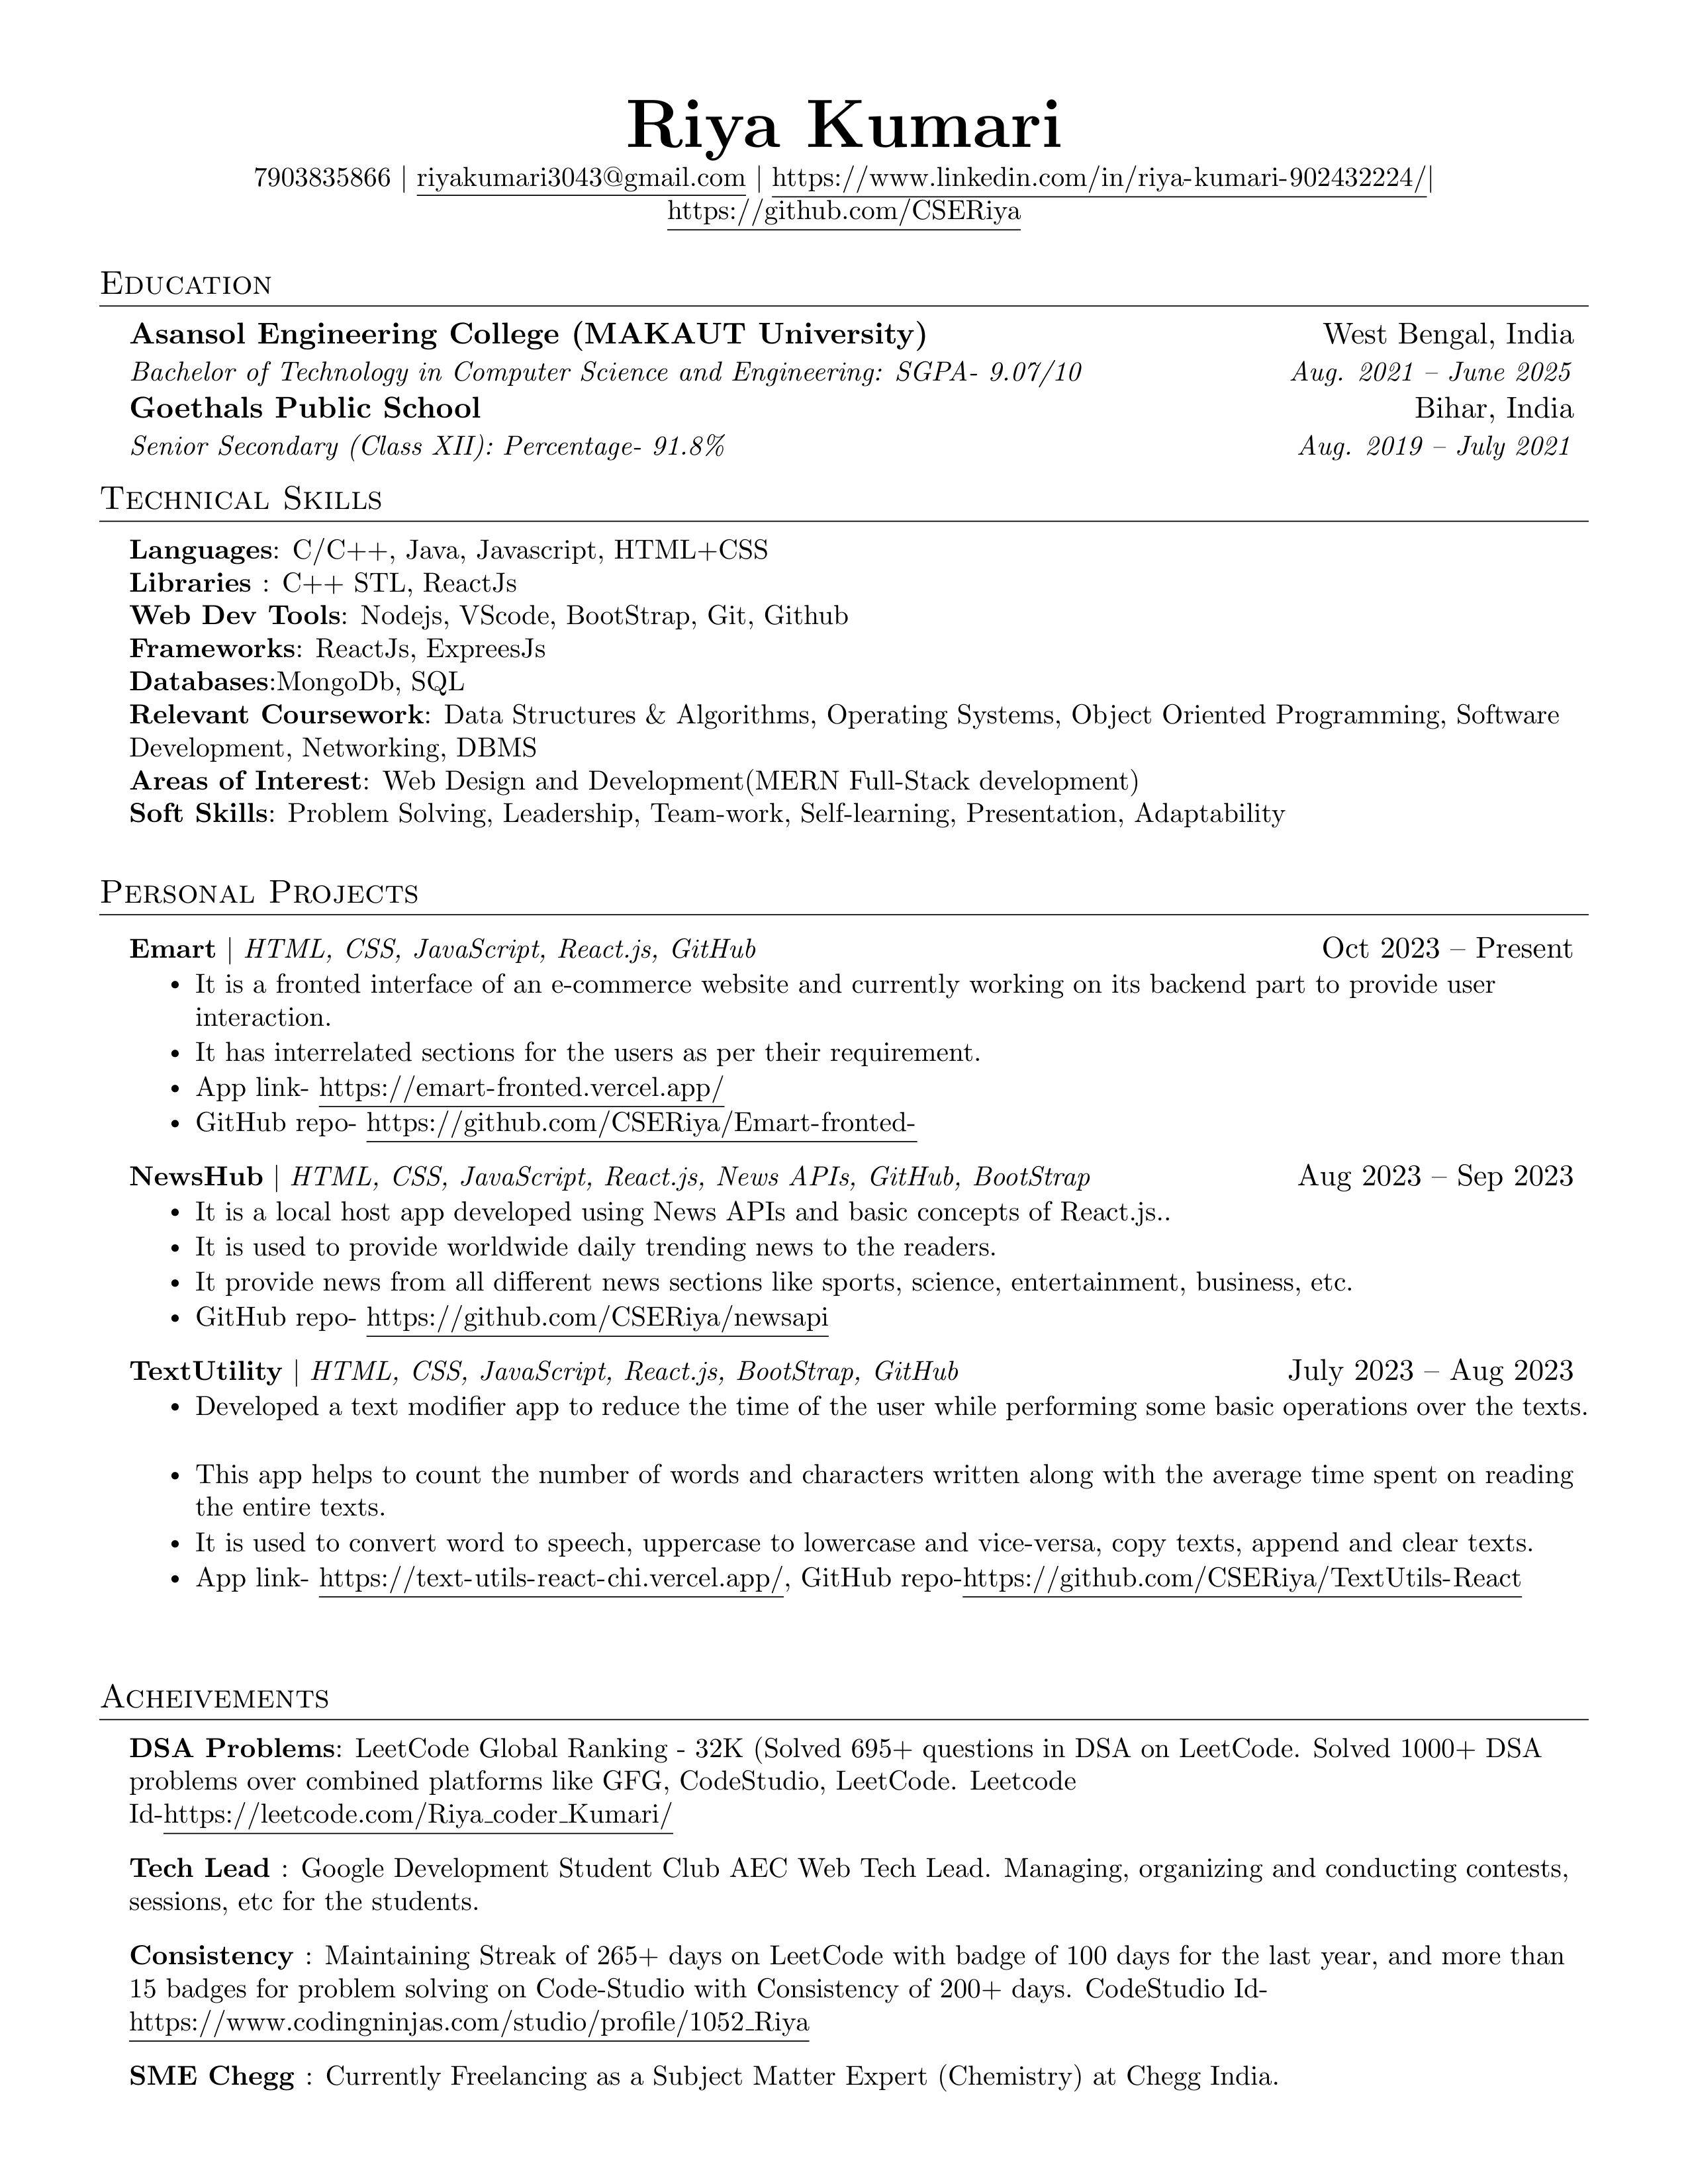 Riya Kumari
7903835866 | riyakumari3043@gmail.com | https://www.linkedin.com/in/riya-kumari-902432224/|
https://github.com/CSERiya
Education
Asansol Engineering College (MAKAUT University) West Bengal, India
Bachelor of Technology in Computer Science and Engineering: SGPA- 9.07/10 Aug. 2021 – June 2025
Goethals Public School Bihar, India
Senior Secondary (Class XII): Percentage- 91.8% Aug. 2019 – July 2021
Technical Skills
Languages: C/C++, Java, Javascript, HTML+CSS
Libraries : C++ STL, ReactJs
Web Dev Tools: Nodejs, VScode, BootStrap, Git, Github
Frameworks: ReactJs, ExpreesJs
Databases:MongoDb, SQL
Relevant Coursework: Data Structures & Algorithms, Operating Systems, Object Oriented Programming, Software
Development, Networking, DBMS
Areas of Interest: Web Design and Development(MERN Full-Stack development)
Soft Skills: Problem Solving, Leadership, Team-work, Self-learning, Presentation, Adaptability
Personal Projects
Emart | HTML, CSS, JavaScript, React.js, GitHub Oct 2023 – Present
• It is a fronted interface of an e-commerce website and currently working on its backend part to provide user
interaction.
• It has interrelated sections for the users as per their requirement.
• App link- https://emart-fronted.vercel.app/
• GitHub repo- https://github.com/CSERiya/Emart-fronted-
NewsHub | HTML, CSS, JavaScript, React.js, News APIs, GitHub, BootStrap Aug 2023 – Sep 2023
• It is a local host app developed using News APIs and basic concepts of React.js..
• It is used to provide worldwide daily trending news to the readers.
• It provide news from all different news sections like sports, science, entertainment, business, etc.
• GitHub repo- https://github.com/CSERiya/newsapi
TextUtility | HTML, CSS, JavaScript, React.js, BootStrap, GitHub July 2023 – Aug 2023
• Developed a text modifier app to reduce the time of the user while performing some basic operations over the texts.
• This app helps to count the number of words and characters written along with the average time spent on reading
the entire texts.
• It is used to convert word to speech, uppercase to lowercase and vice-versa, copy texts, append and clear texts.
• App link- https://text-utils-react-chi.vercel.app/, GitHub repo-https://github.com/CSERiya/TextUtils-React
Acheivements
DSA Problems: LeetCode Global Ranking - 32K (Solved 695+ questions in DSA on LeetCode. Solved 1000+ DSA
problems over combined platforms like GFG, CodeStudio, LeetCode. Leetcode
Id-https://leetcode.com/Riya_coder_Kumari/
Tech Lead : Google Development Student Club AEC Web Tech Lead. Managing, organizing and conducting contests,
sessions, etc for the students.
Consistency : Maintaining Streak of 265+ days on LeetCode with badge of 100 days for the last year, and more than
15 badges for problem solving on Code-Studio with Consistency of 200+ days. CodeStudio Id-
https://www.codingninjas.com/studio/profile/1052_Riya
SME Chegg : Currently Freelancing as a Subject Matter Expert (Chemistry) at Chegg India.